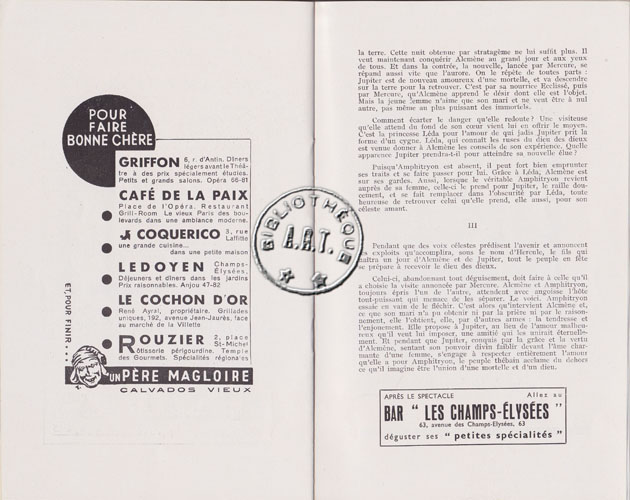 POUR
FAIRE
BONNE CHÈRE
GRIFFON 6, r. d'Antin. Dîners
légers avant le Théâ-
tre à des prix spécialement étudiés.
Petits et grands salons. Opéra 66-81
CAFÉ DE LA PAIX
Place de l'Opéra. Restaurant
Grill-Room Le vieux Paris des bou-
levards dans une ambiance moderne.
COQUERICO 3, rue
Laffitte
une grande cuisine...
dans une petite maison
LEDOYEN Champs-
Élysées,
Déjeuners et dîners dans les jardins
Prix raisonnables. Anjou 47-82
LE COCHON D'OR
René Ayral, propriétaire. Grillades
uniques, 192, avenue Jean-Jaurès, face
au marché de la Villette
ROUZIER 2, place
St-Michel
Rôtisserie périgourdine. Temple
des Gourmets. Spécialités régionales
ET POUR FINIR...
UN PÈRE MAGLOIRE
CALVADOS VIEUX
BIBLIOTHÈQUE
A.R.T.
la terre. Cette nuit obtenue par stratagème ne lui suffit plus. Il
veut maintenant conquérir Alcmène au grand jour et aux yeux
de tous. Et dans la contrée, la nouvelle, lancée par Mercure, se
répand aussi vite que l'aurore. On le répète de toutes parts :
Jupiter est de nouveau amoureux d'une mortelle, et va descendre
sur la terre pour la retrouver. C'est par sa nourrice Ecclissé, puis
par Mercure, qu'Alcmène apprend le désir dont elle est l'objet.
Mais la jeune femme n'aime que son mari et ne veut être à nul
autre, pas même au plus puissant des immortels.
Comment écarter le danger qu'elle redoute ? Une visiteuse
qu'elle attend du fond de son cœur vient lui en offrir le moyen.
C'est la princesse Léda pour l'amour de qui jadis Jupiter prit la
forme d'un cygne. Léda, qui connaît les ruses du dieu des dieux
est venue donner à Alcmène les conseils de son expérience. Quelle
apparence Jupiter prendra-t-il pour atteindre sa nouvelle élue ?
Puisqu'Amphitryon est absent, il peut fort bien emprunter
ses traits et se faire passer pour lui. Grâce à Léda, Alcmène est
sur ses gardes. Aussi, lorsque le véritable Amphitryon revient
auprès de sa femme, celle-ci le prend pour Jupiter, le raille dou-
cement, et se fait remplacer dans l'obscurité par Léda, toute
heureuse de retrouver celui qu'elle prend, elle aussi, pour son
céleste amant.
III
Pendant que des voix célestes prédisent l'avenir et annoncent
les exploits qu'accomplira, sous le nom d'Hercule, le fils qui
naîtra un jour d'Alcmène et de Jupiter, tout le peuple en fête
se prépare à recevoir le dieu des dieux.
Celui-ci, abandonnant tout déguisement, doit faire à celle qu'il
a choisie la visite annoncée par Mercure. Alcmène et Amphitryon,
toujours épris l'un de l'autre, attendent avec angoisse l'hôte
tout-puissant qui menace de les séparer. Le voici. Amphitryon
essaie en vain de le fléchir. C'est alors qu'intervient Alcmène et,
ce que son mari n'a pu obtenir ni par la prière ni par le raison-
nement, elle l'obtient, elle, par d'autres armes : la tendresse et
l'enjouement. Elle propose à Jupiter, au lieu de l'amour malheu-
reux qu'il veut lui imposer, une amitié qui les unirait éternelle-
ment. Et pendant que Jupiter, conquis par la grâce et la vertu
d'Alcmène, sentant son pouvoir divin faiblir devant l'âme char-
mante d'une femme, s'engage à respecter entièrement l'amour
qu'elle a pour Amphitryon, le peuple thébain acclame du dehors
ce qu'il imagine être l'union d'une mortelle et d'un dieu.
APRÈS LE SPECTACLE Allez au
BAR " LES CHAMPS-ÉLYSÉES "
63, avenue des Champs-Elysées, 63
déguster ses " petites spécialités "